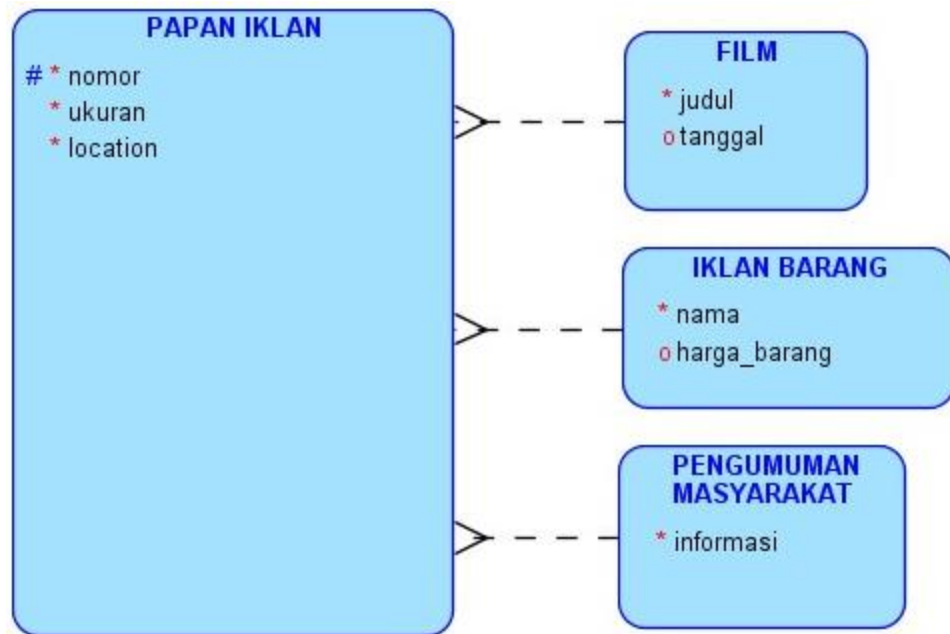 PAPAN IKLAN
# * nomor
* ukuran
* location
FILM
* judul
o tanggal
IKLAN BARANG
* nama
o harga_barang
PENGUMUMAN
MASYARAKAT
* informasi